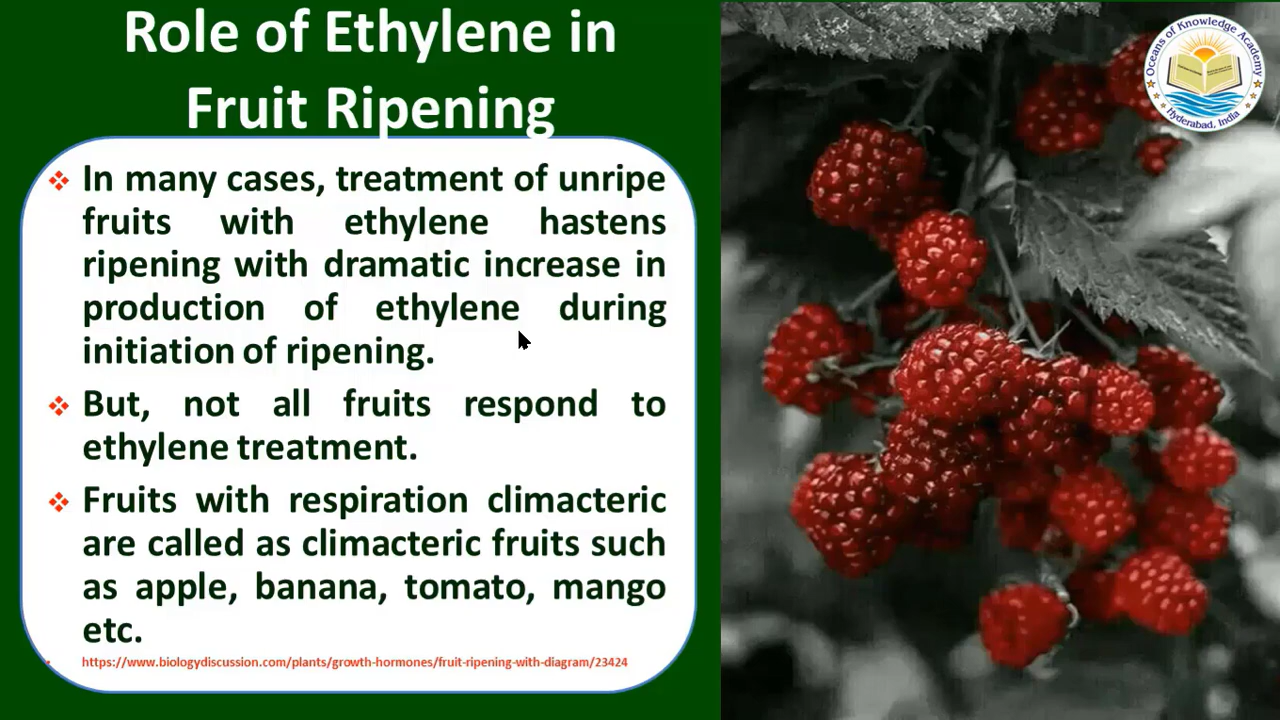 Role of Ethylene in
Fruit Ripening
In many cases, treatment of unripe
fruits with ethylene hastens
ripening with dramatic increase in
production of ethylene during
initiation of ripening.
But, not all fruits respond to
ethylene treatment.
Fruits with respiration climacteric
are called as climacteric fruits such
as apple, banana, tomato, mango
etc.
https://www.biologydiscussion.com/plants/growth-hormones/fruit-ripening-with-diagram/23424
Oceans of Knowledge Academy
Hyderabad, India